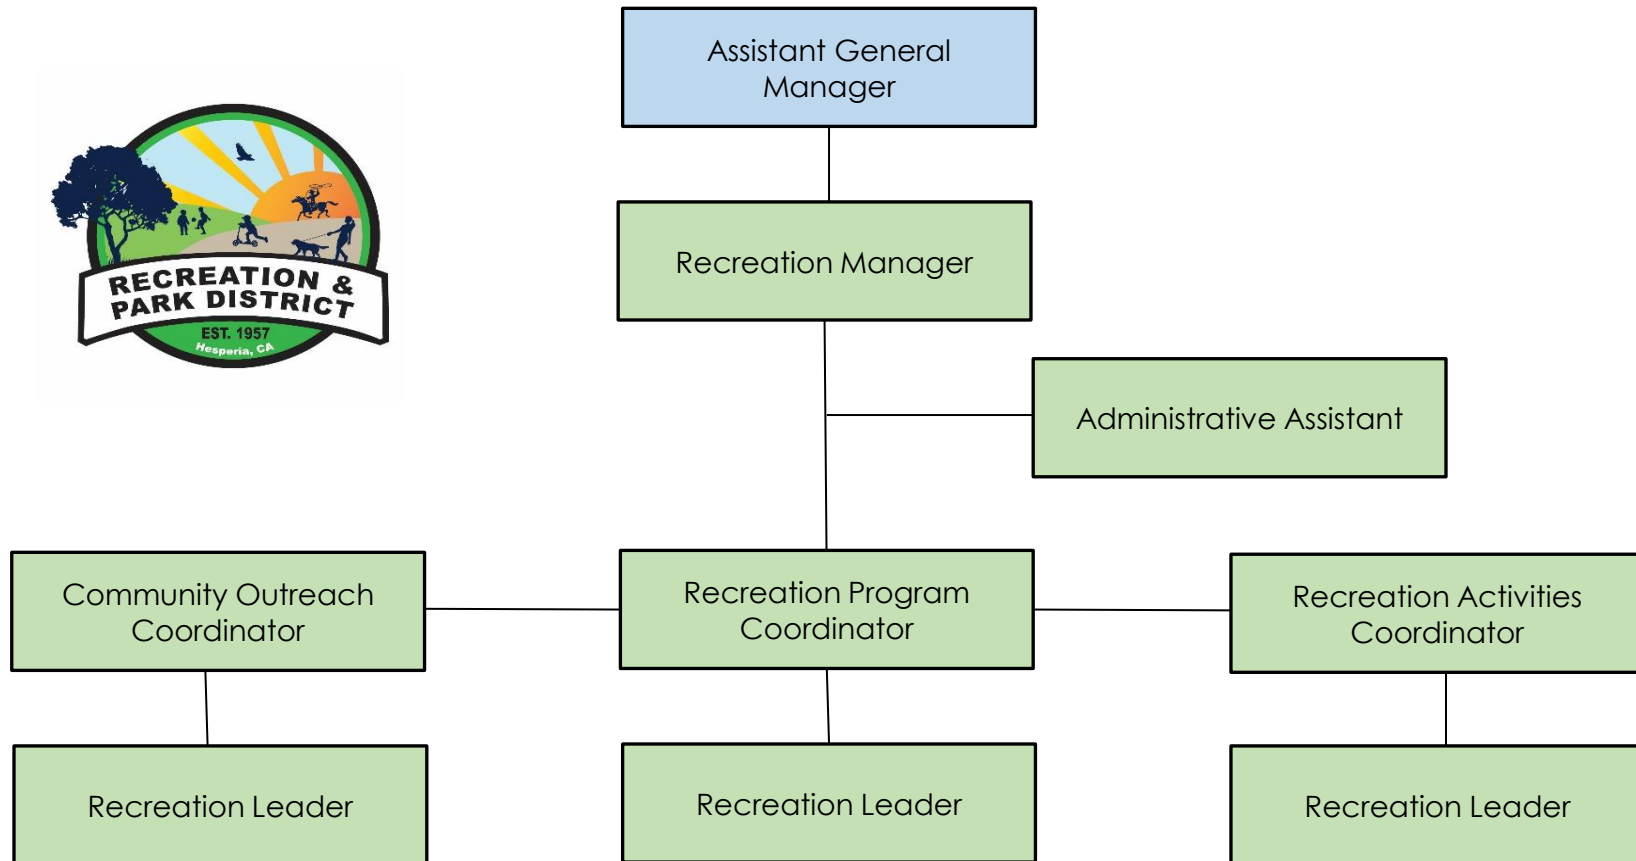 Assistant General
Manager
RECREATION &
PARK DISTRICT
EST. 1957
Hesperia, CA
Recreation Manager
Administrative Assistant
Community Outreach
Coordinator
Recreation Program
Coordinator
Recreation Activities
Coordinator
Recreation Leader
Recreation Leader
Recreation Leader